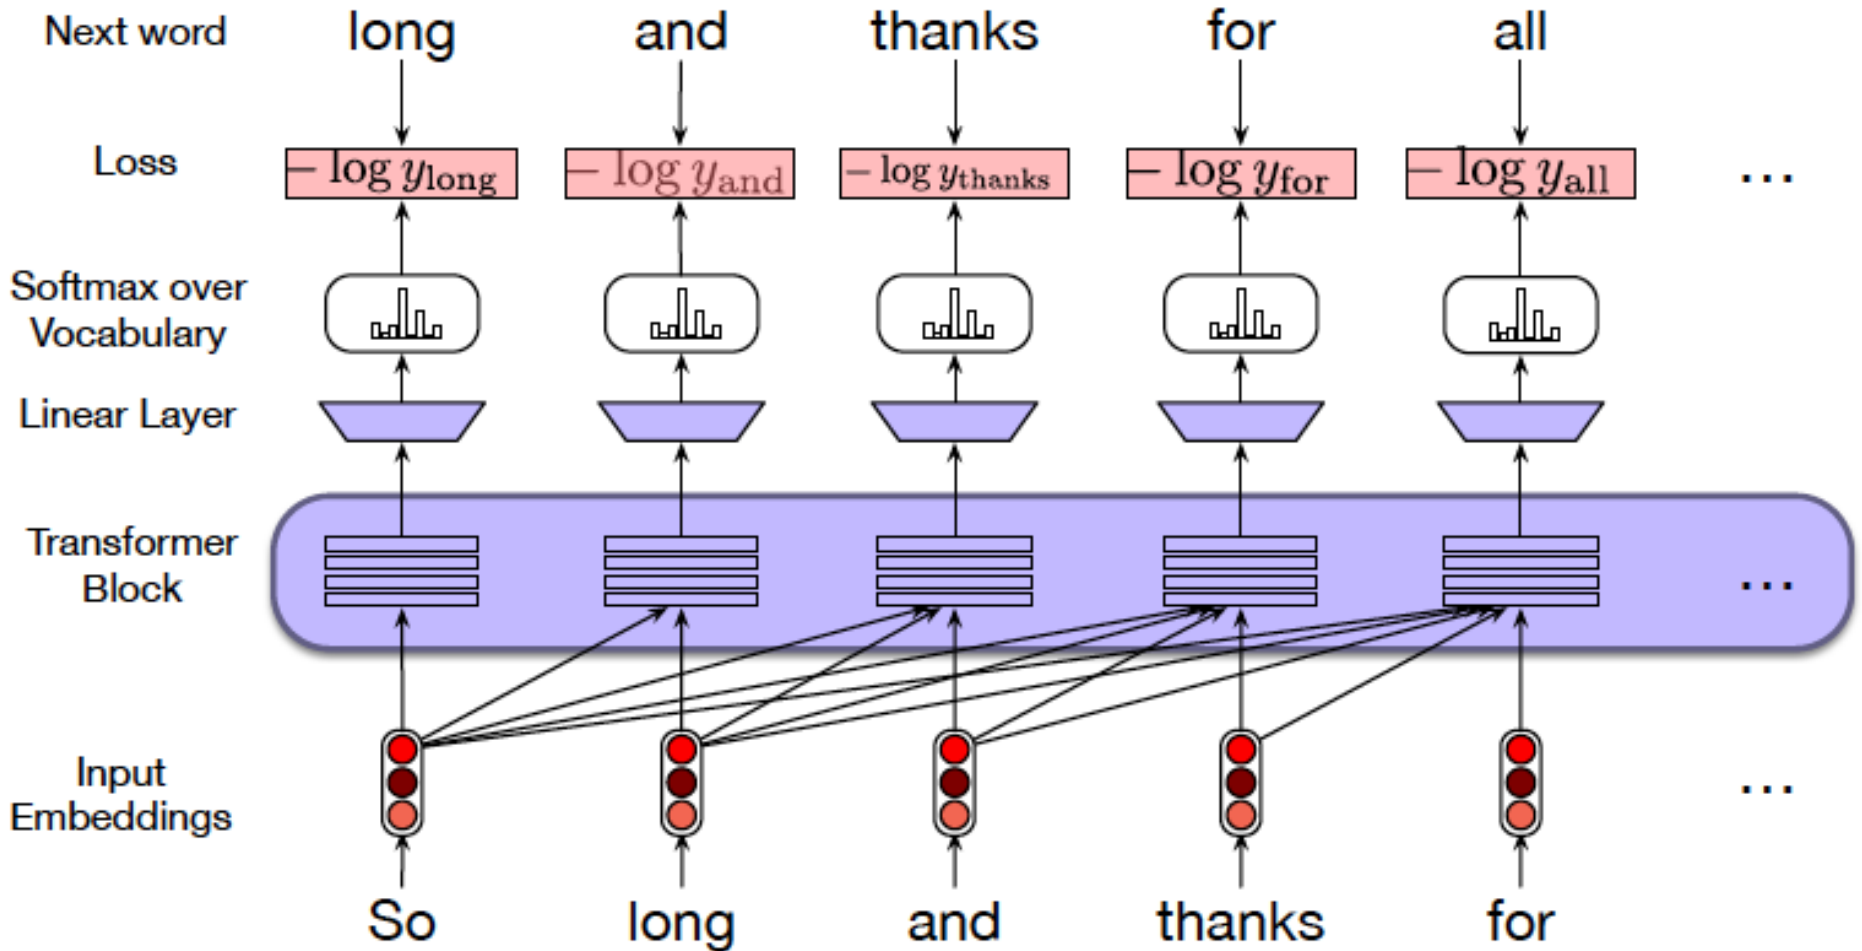 Next word long and thanks for all
Loss − log y_long − log y_and − log y_thanks − log y_for − log y_all ...
Softmax over
Vocabulary
Linear Layer
Transformer
Block ...
Input
Embeddings ...
So long and thanks for